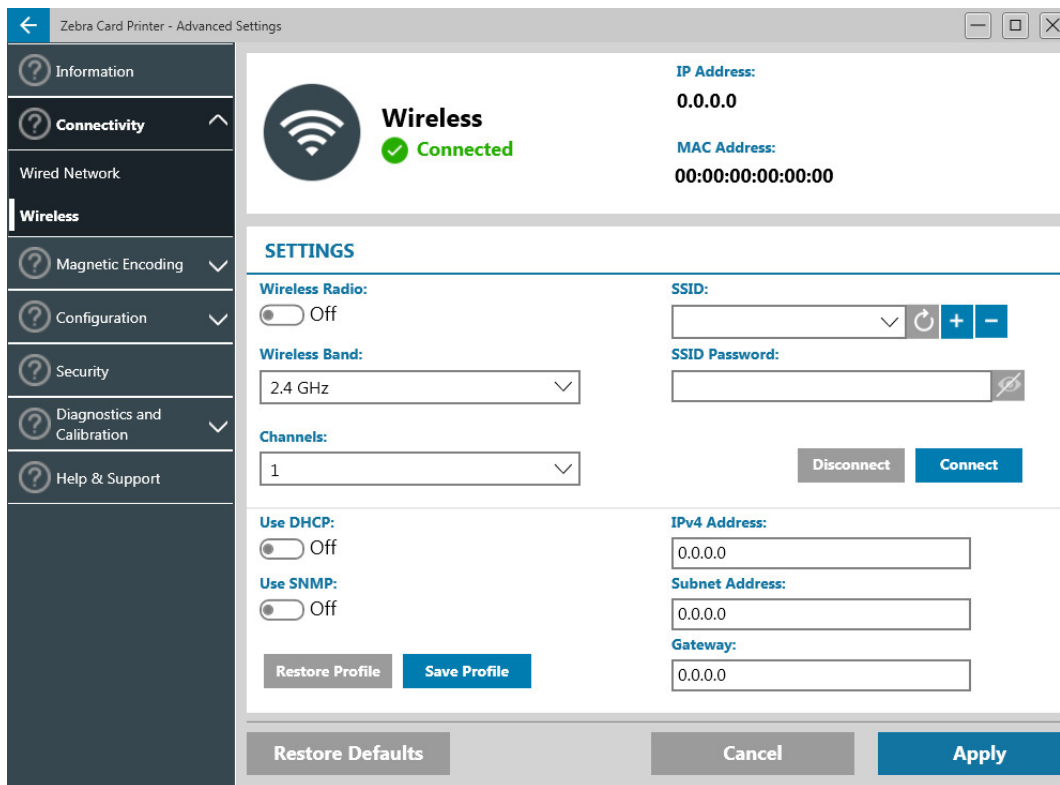 Zebra Card Printer - Advanced Settings
Information
Connectivity
Wired Network
Wireless
Magnetic Encoding
Configuration
Security
Diagnostics and
Calibration
Help & Support
Wireless
Connected
IP Address:
0.0.0.0
MAC Address:
00:00:00:00:00:00
SETTINGS
Wireless Radio:
Off
Wireless Band:
2.4 GHz
Channels:
1
SSID:
SSID Password:
Disconnect Connect
Use DHCP:
Off
Use SNMP:
Off
Restore Profile Save Profile
IPv4 Address:
0.0.0.0
Subnet Address:
0.0.0.0
Gateway:
0.0.0.0
Restore Defaults Cancel Apply